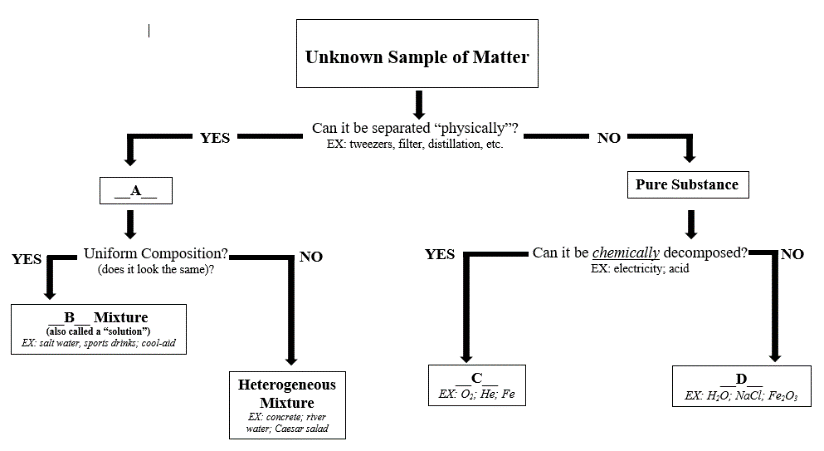 Unknown Sample of Matter
Can it be separated “physically”?
EX: tweezers, filter, distillation, etc.
YES
NO
__A__
Pure Substance
Uniform Composition?
(does it look the same)?
YES
NO
Can it be chemically decomposed?
EX: electricity; acid
YES
NO
__B__ Mixture
(also called a “solution”)
EX: salt water, sports drinks; cool-aid
Heterogeneous
Mixture
EX: concrete; river
water; Caesar salad
__C__
EX: O₂; He; Fe
__D__
EX: H₂O; NaCl; Fe₂O₃